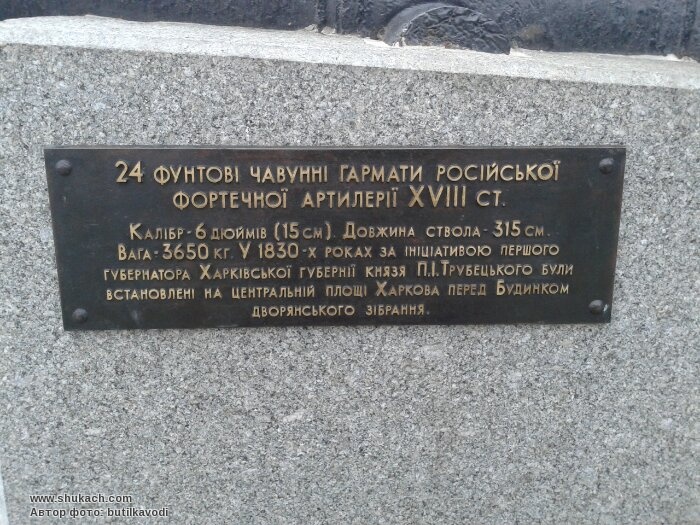 24 фунтові чавунні гармати російської
фортечної артилерії XVIII ст.
Калібр - 6 дюймів (15 см). Довжина ствола - 315 см.
Вага - 3650 кг. У 1830-х роках за ініціативою першого
губернатора Харківської губернії князя П.І.Трубецького були
встановлені на центральній площі Харкова перед Будинком
дворянського зібрання.
www.shukach.com
Автор фото: butilkavodi